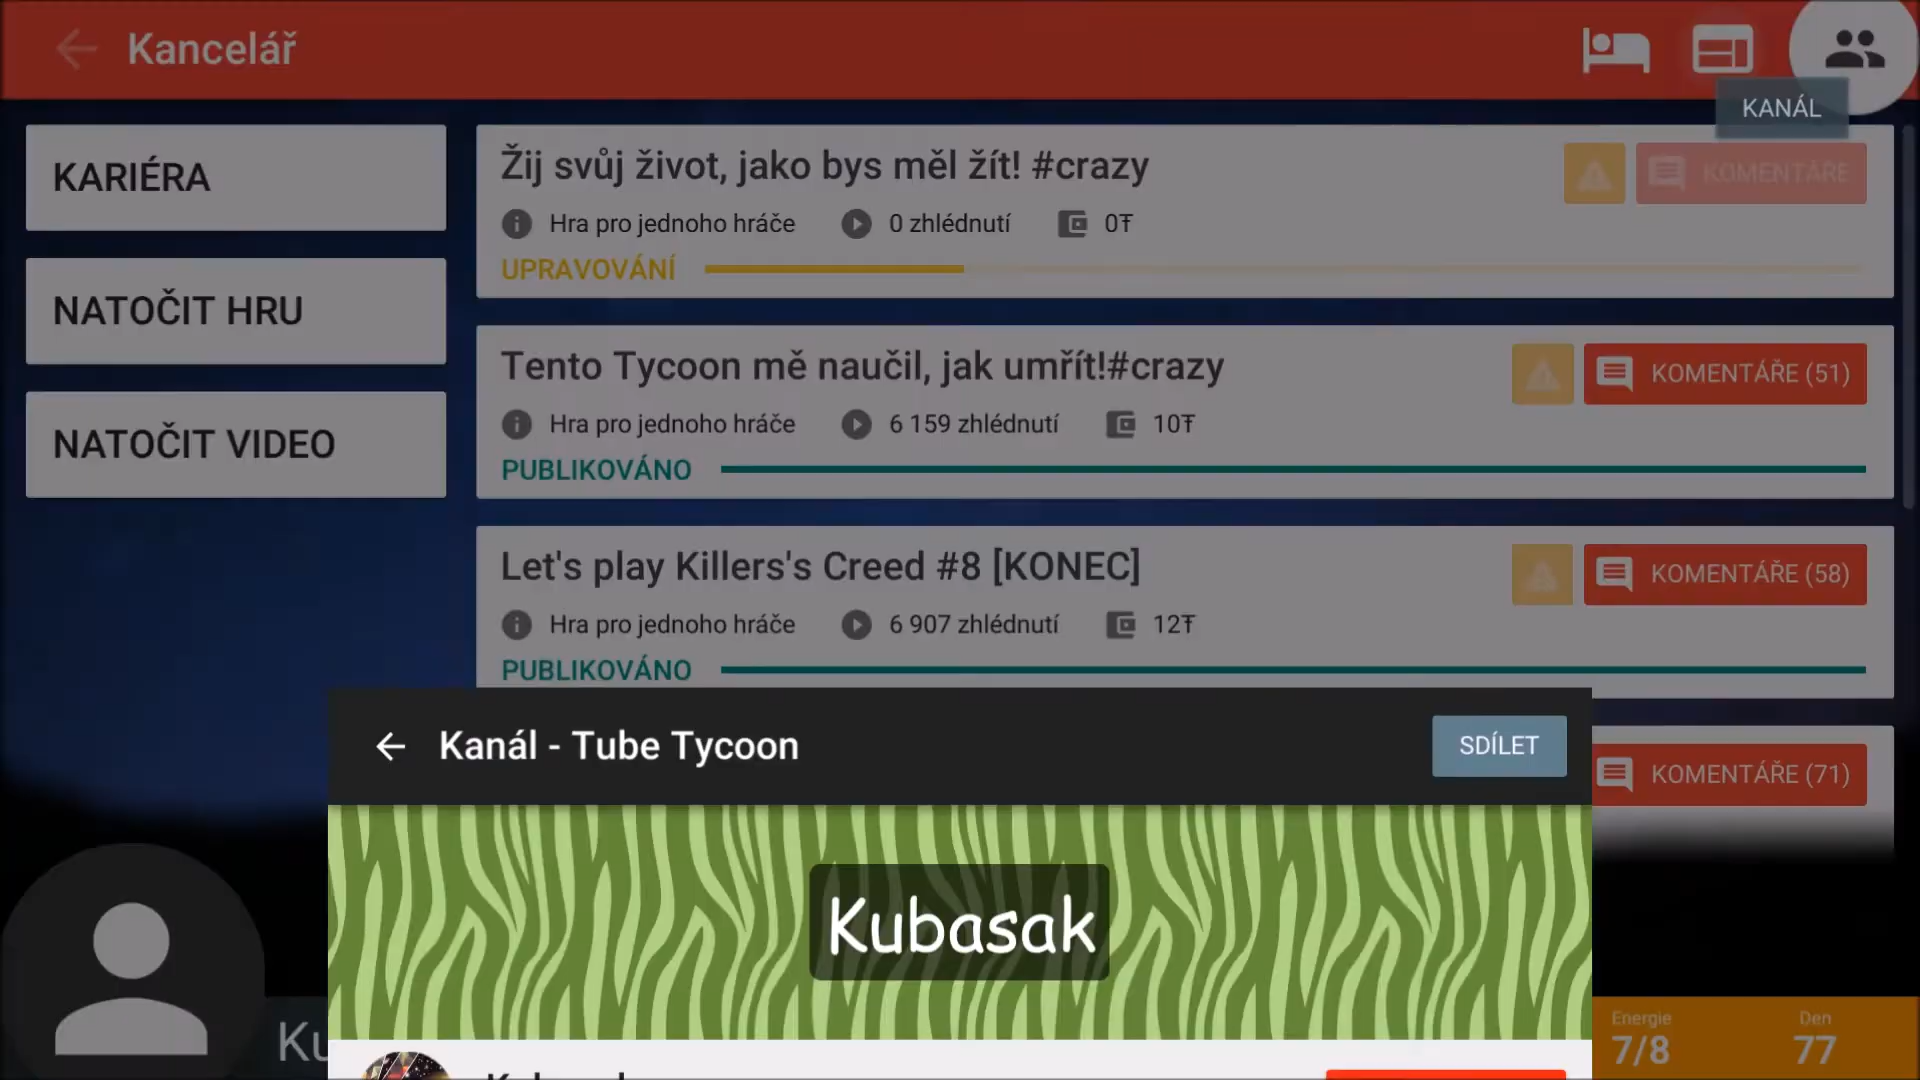 Kancelář
KANÁL
KARIÉRA
NATOČIT HRU
NATOČIT VIDEO
Žij svůj život, jako bys měl žít! #crazy
KOMENTÁŘE
Hra pro jednoho hráče 0 zhlédnutí 0Ŧ
UPRAVOVÁNÍ
Tento Tycoon mě naučil, jak umřít!#crazy
KOMENTÁŘE (51)
Hra pro jednoho hráče 6 159 zhlédnutí 10Ŧ
PUBLIKOVÁNO
Let's play Killers's Creed #8 [KONEC]
KOMENTÁŘE (58)
Hra pro jednoho hráče 6 907 zhlédnutí 12Ŧ
PUBLIKOVÁNO
KOMENTÁŘE (71)
Kanál - Tube Tycoon
SDÍLET
Kubasak
Energie
7/8
Den
77